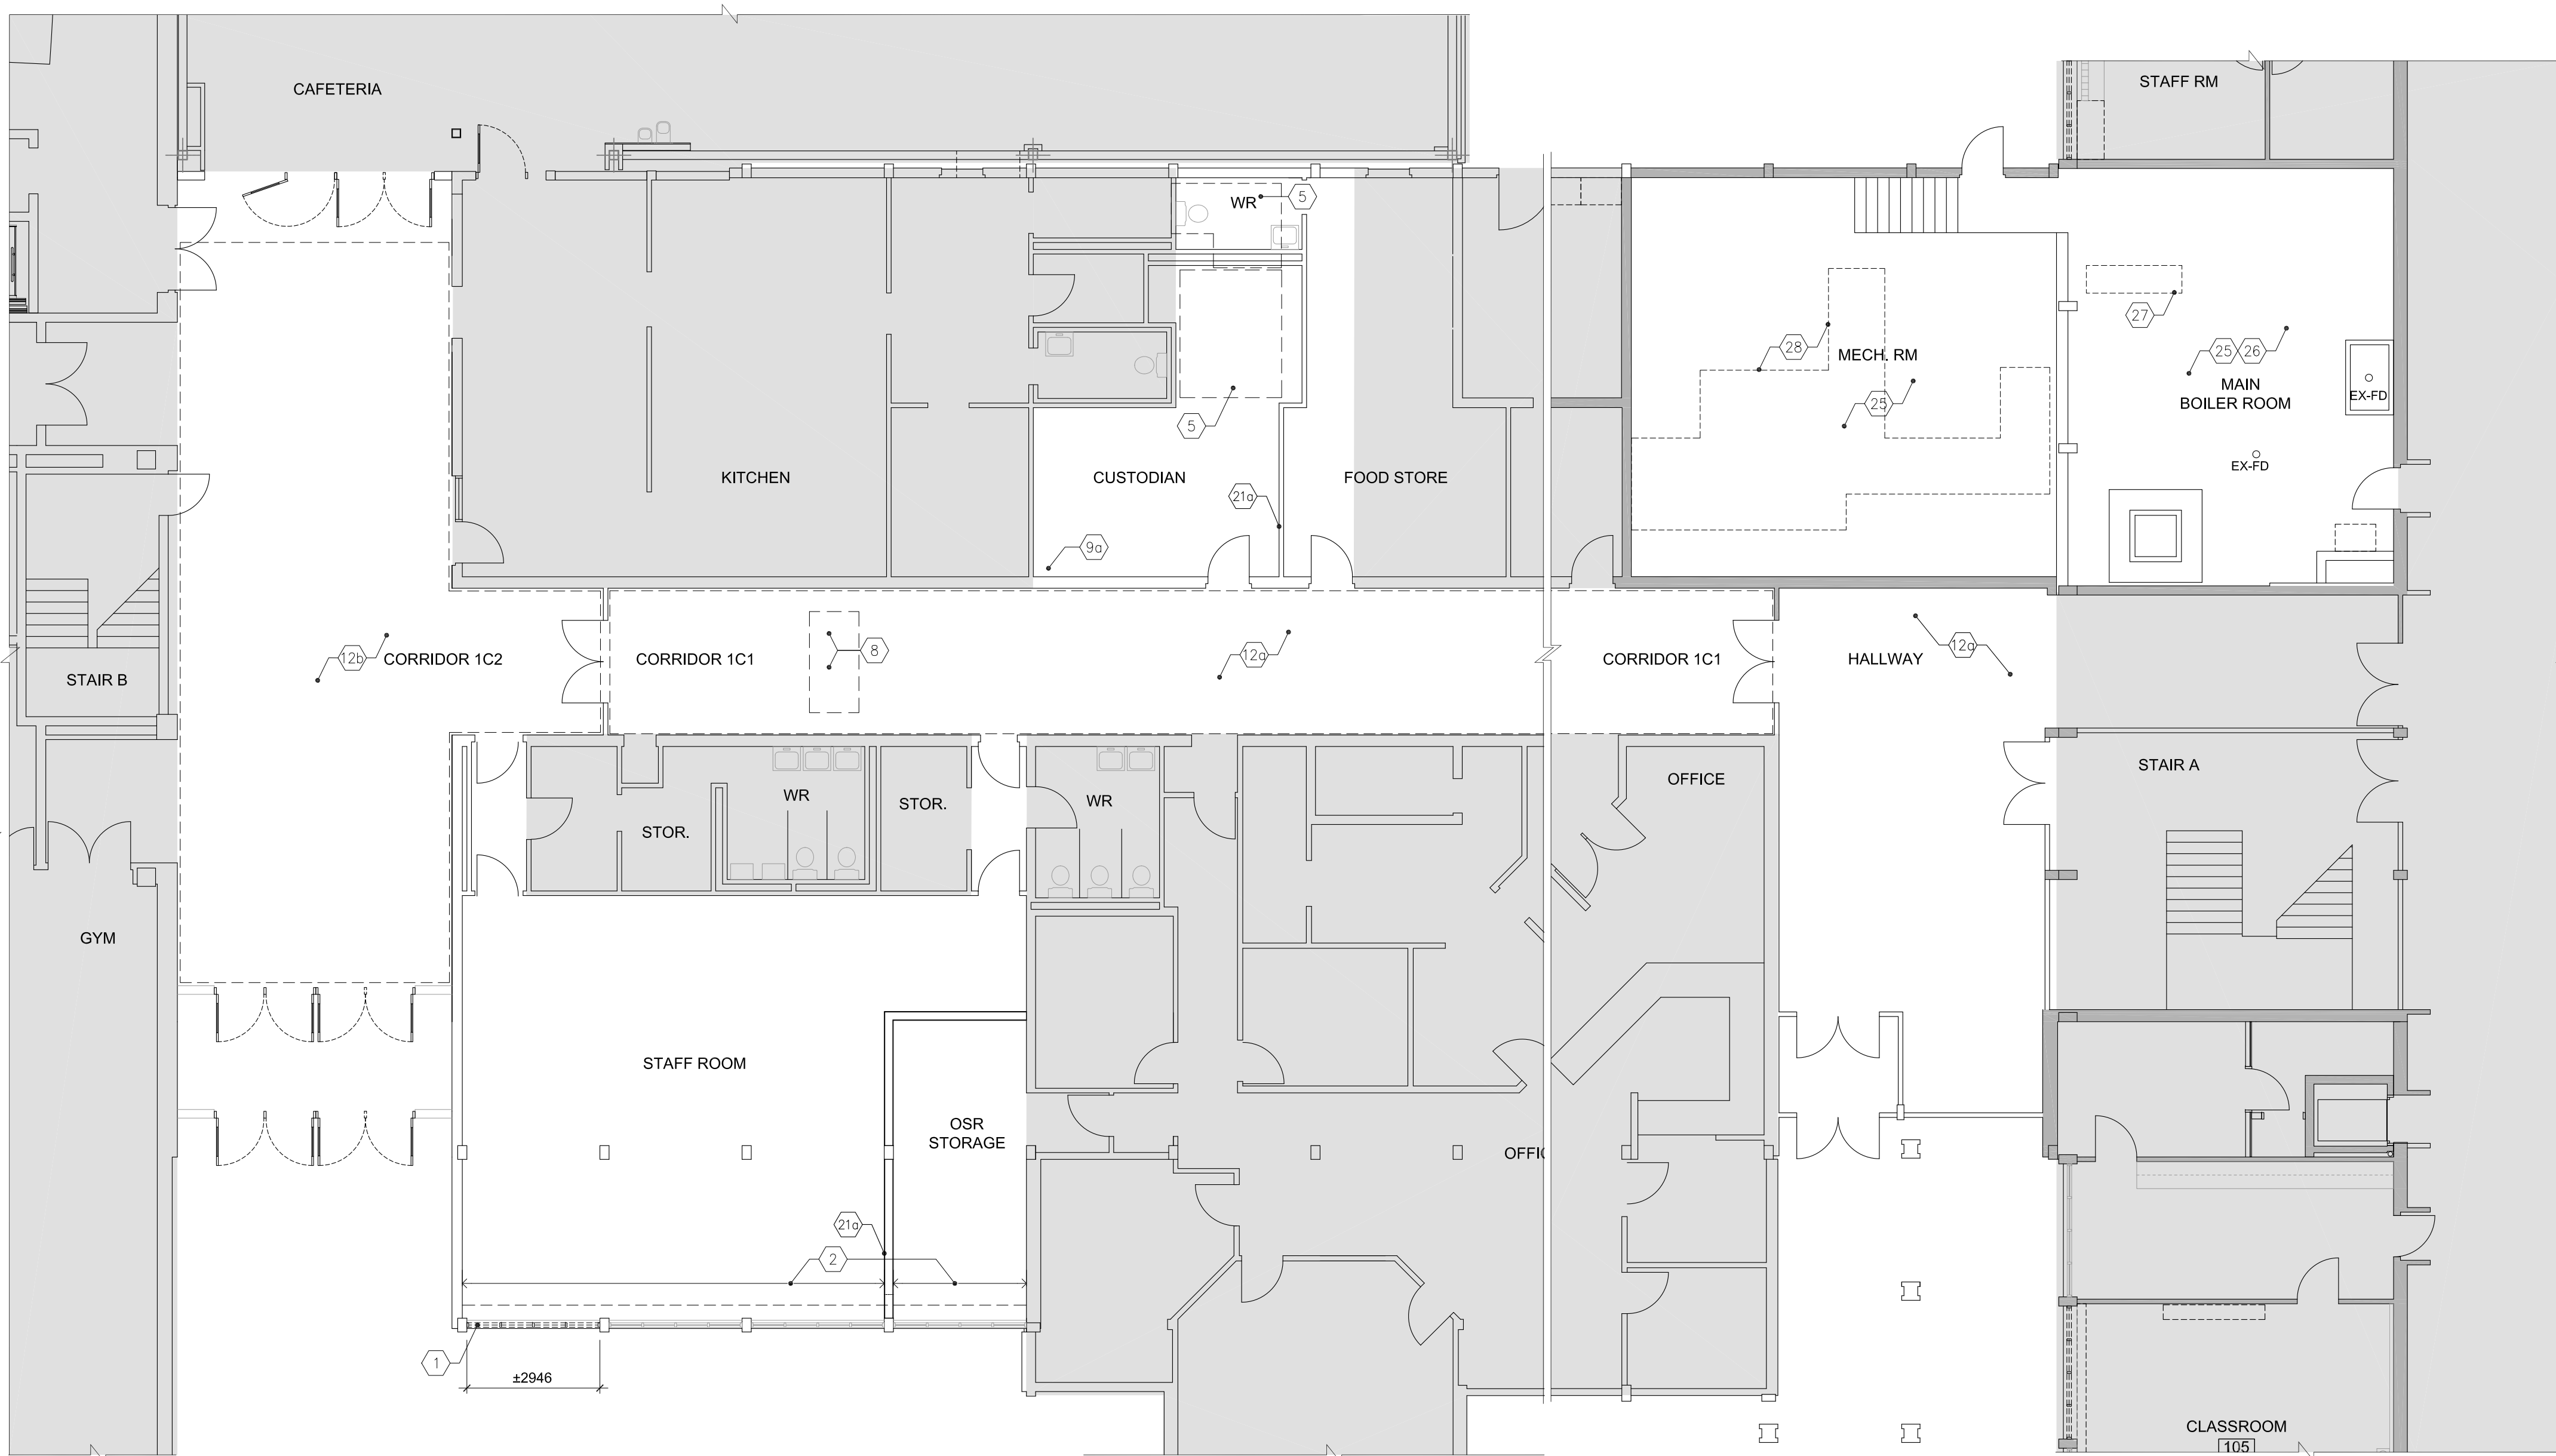 CAFETERIA
STAFF RM
WR
5
27
28
MECH. RM
25
25
26
MAIN
BOILER ROOM
EX-FD
5
KITCHEN
CUSTODIAN
FOOD STORE
EX-FD
21a
9a
12b
CORRIDOR 1C2
CORRIDOR 1C1
8
12a
CORRIDOR 1C1
HALLWAY
12a
STAIR B
STAIR A
OFFICE
WR
STOR.
WR
STOR.
GYM
STAFF ROOM
OSR
STORAGE
OFFIC
21a
2
1
±2946
CLASSROOM
105